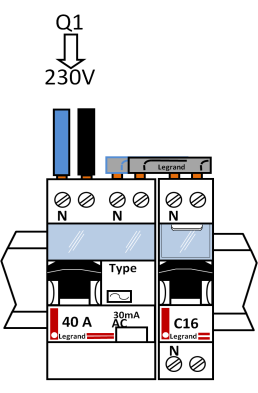 Q1
230V
Legrand
N N N
Type
30mA
40 A AC C16
Legrand Legrand
N